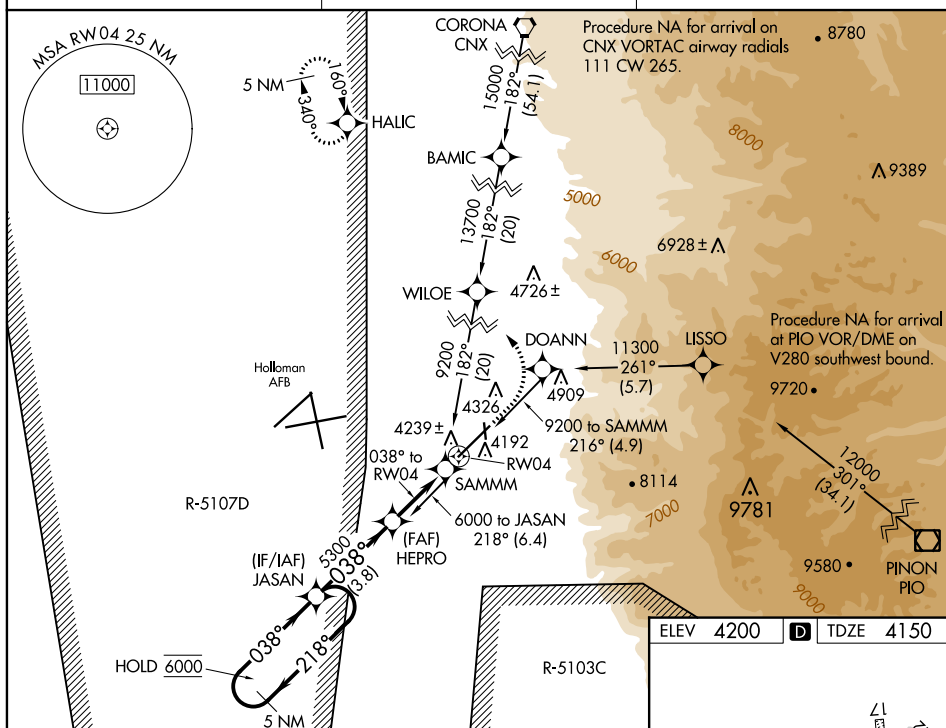 MSA RW04 25 NM
11000
5 NM
160°
340°
HALIC
CORONA
CNX
Procedure NA for arrival on
CNX VORTAC airway radials
111 CW 265.
8780
15000
182°
(54.1)
BAMIC
8000
9389
5000
13700
182°
(20)
6928±
6000
WILOE
4726±
Procedure NA for arrival
at PIO VOR/DME on
V280 southwest bound.
DOANN
LISSO
11300
261°
(5.7)
9200
182°
(20)
Holloman
AFB
4326
4909
9720
9200 to SAMMM
216° (4.9)
4239±
4192
038° to
RW04
RW04
SAMMM
12000
301°
(34.1)
8114
9781
7000
R-5107D
6000 to JASAN
218° (6.4)
(FAF)
HEPRO
5300
038°
(3.8)
(IF/IAF)
JASAN
9580
PINON
PIO
9000
038°
218°
HOLD 6000
5 NM
R-5103C
ELEV 4200 D TDZE 4150
17